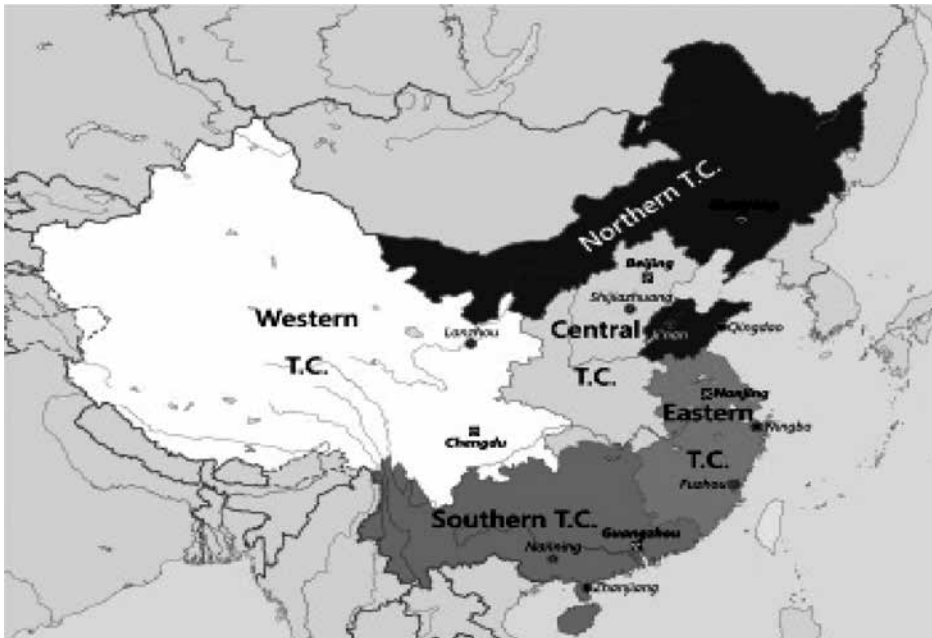 Northern T.C.
Beijing
Shijiazhuang
Western
Lanzhou
Central
Qingdao
T.C.
T.C.
Nanjing
Eastern
Chengdu
Ningbo
T.C.
Fuzhou
Southern T.C.
Guangzhou
Nanning
Zhanjiang